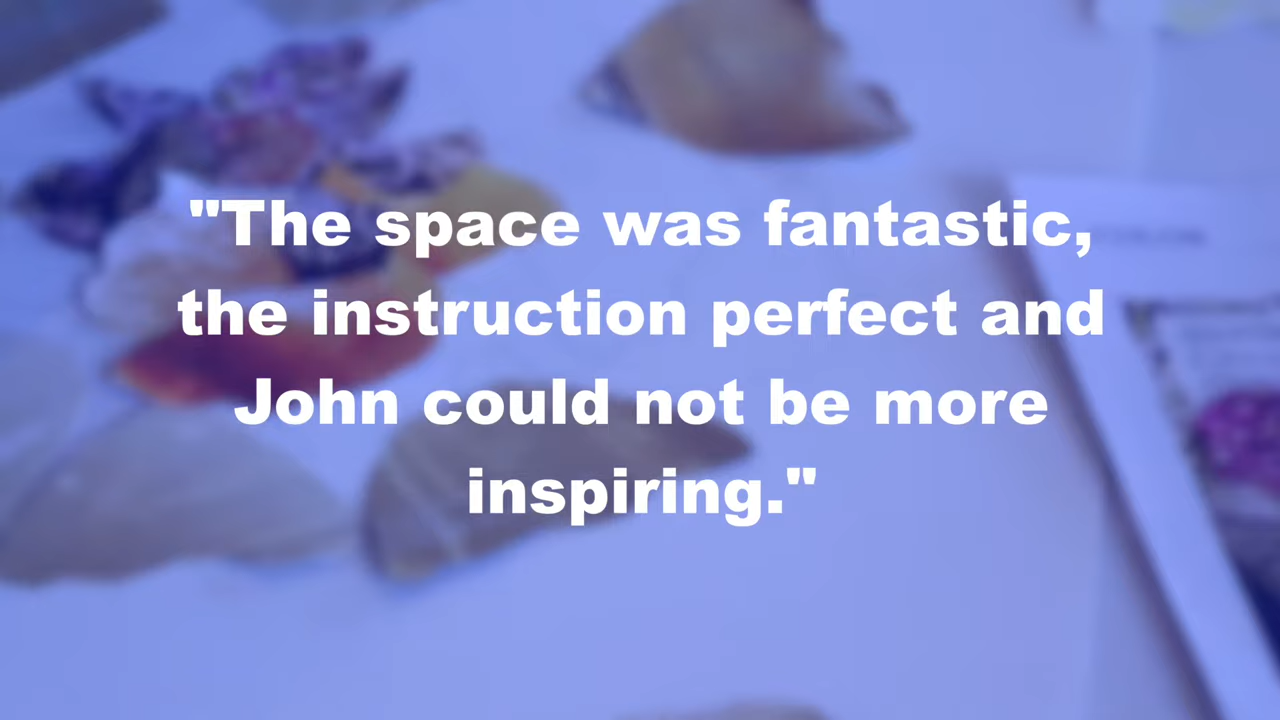 "The space was fantastic,
the instruction perfect and
John could not be more
inspiring."